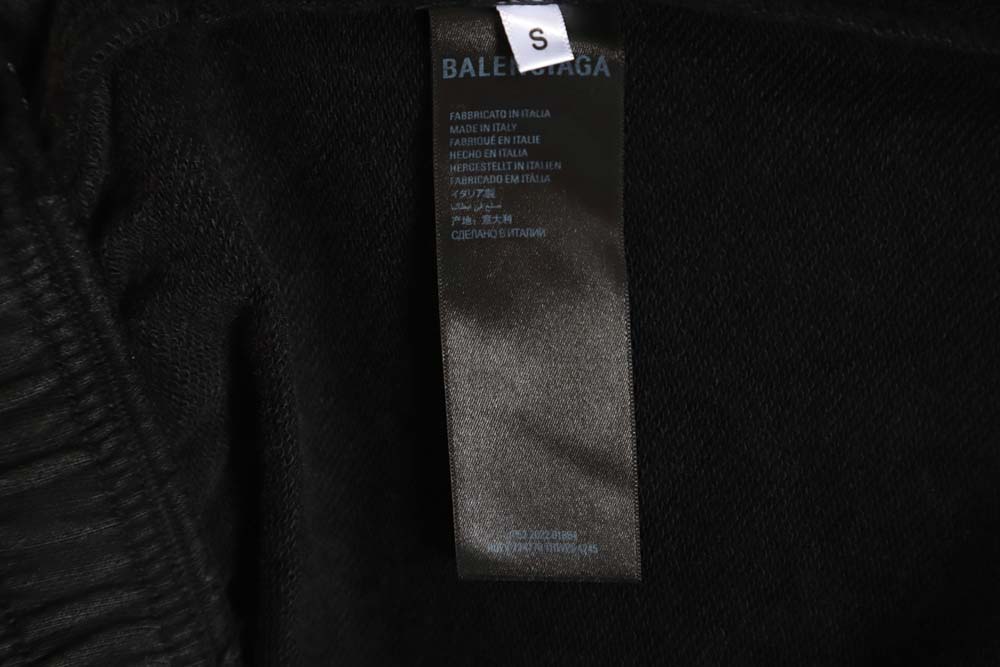 S
BALENCIAGA
FABBRICATO IN ITALIA
MADE IN ITALY
FABRIQUÉ EN ITALIE
HECHO EN ITALIA
HERGESTELLT IN ITALIEN
FABRICADO EM ITÁLIA
イタリア製
صنع في إيطاليا
产地：意大利
СДЕЛАНО В ИТАЛИИ